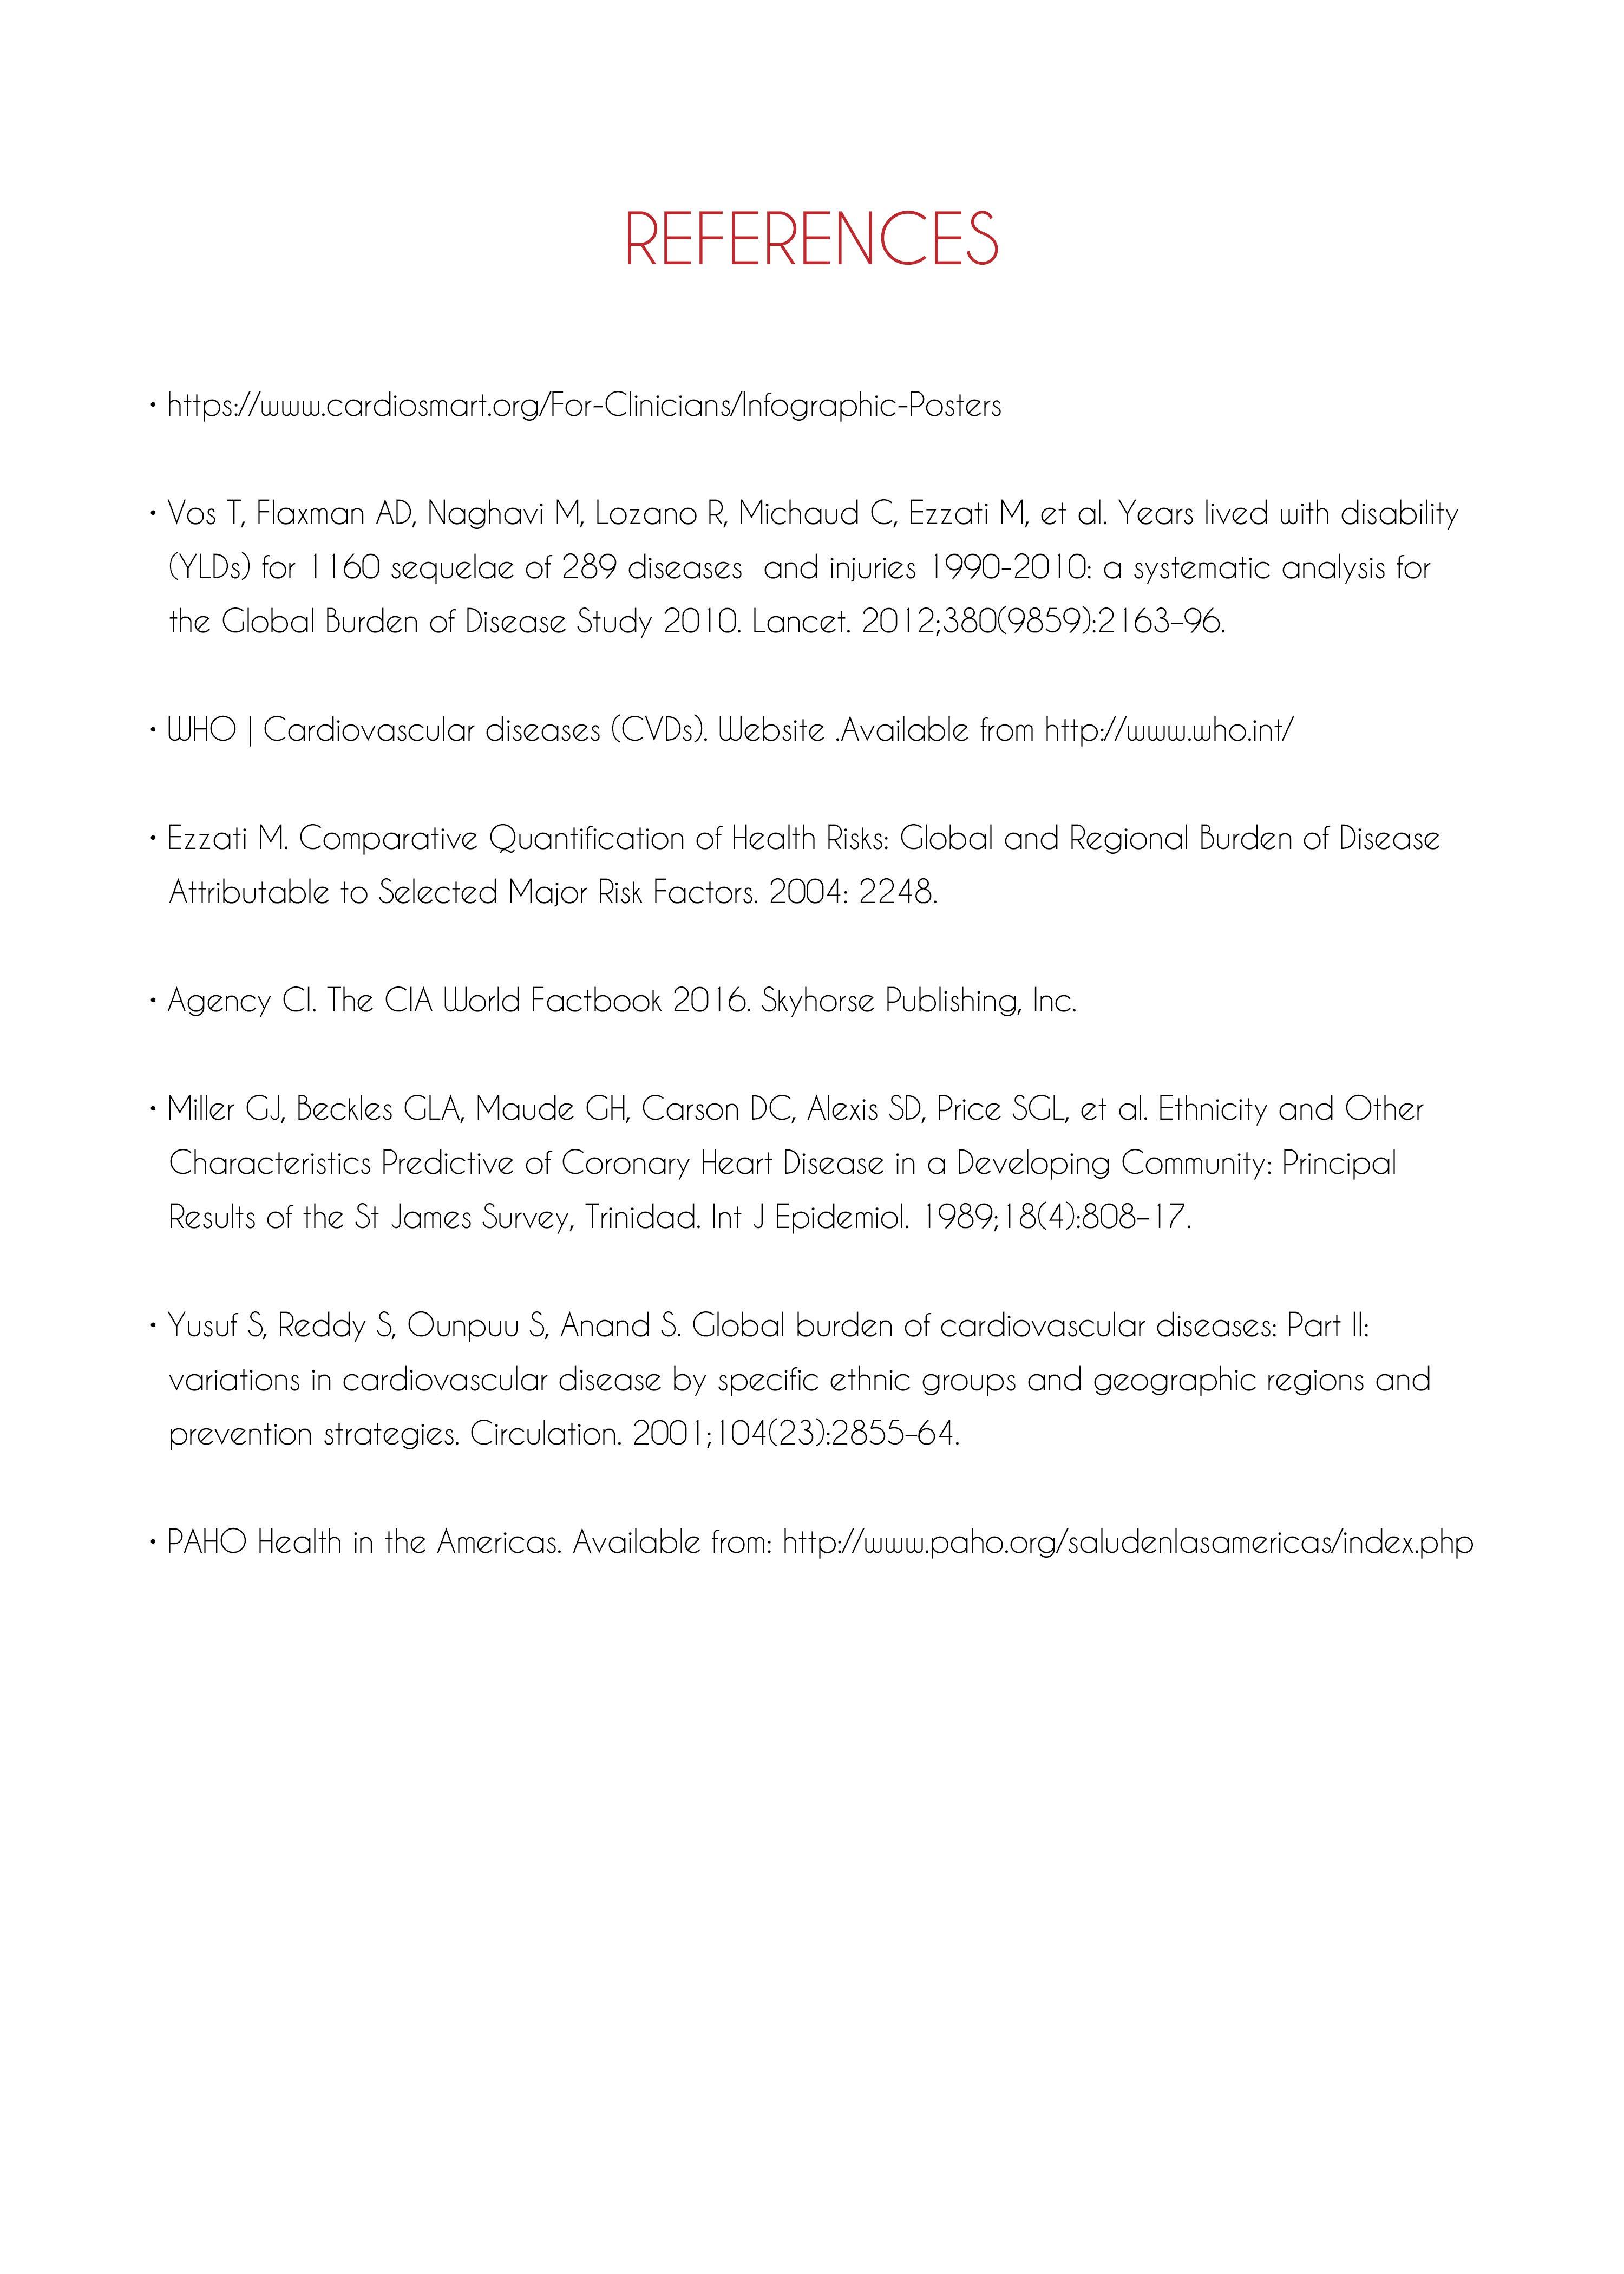 REFERENCES
• https://www.cardiosmart.org/For-Clinicians/Infographic-Posters
• Vos T, Flaxman AD, Naghavi M, Lozano R, Michaud C, Ezzati M, et al. Years lived with disability
(YLDs) for 1160 sequelae of 289 diseases  and injuries 1990-2010: a systematic analysis for
the Global Burden of Disease Study 2010. Lancet. 2012;380(9859):2163–96.
• WHO | Cardiovascular diseases (CVDs). Website .Available from http://www.who.int/
• Ezzati M. Comparative Quantification of Health Risks: Global and Regional Burden of Disease
Attributable to Selected Major Risk Factors. 2004: 2248.
• Agency CI. The CIA World Factbook 2016. Skyhorse Publishing, Inc.
• Miller GJ, Beckles GLA, Maude GH, Carson DC, Alexis SD, Price SGL, et al. Ethnicity and Other
Characteristics Predictive of Coronary Heart Disease in a Developing Community: Principal
Results of the St James Survey, Trinidad. Int J Epidemiol. 1989;18(4):808–17.
• Yusuf S, Reddy S, Ounpuu S, Anand S. Global burden of cardiovascular diseases: Part II:
variations in cardiovascular disease by specific ethnic groups and geographic regions and
prevention strategies. Circulation. 2001;104(23):2855–64.
• PAHO Health in the Americas. Available from: http://www.paho.org/saludenlasamericas/index.php